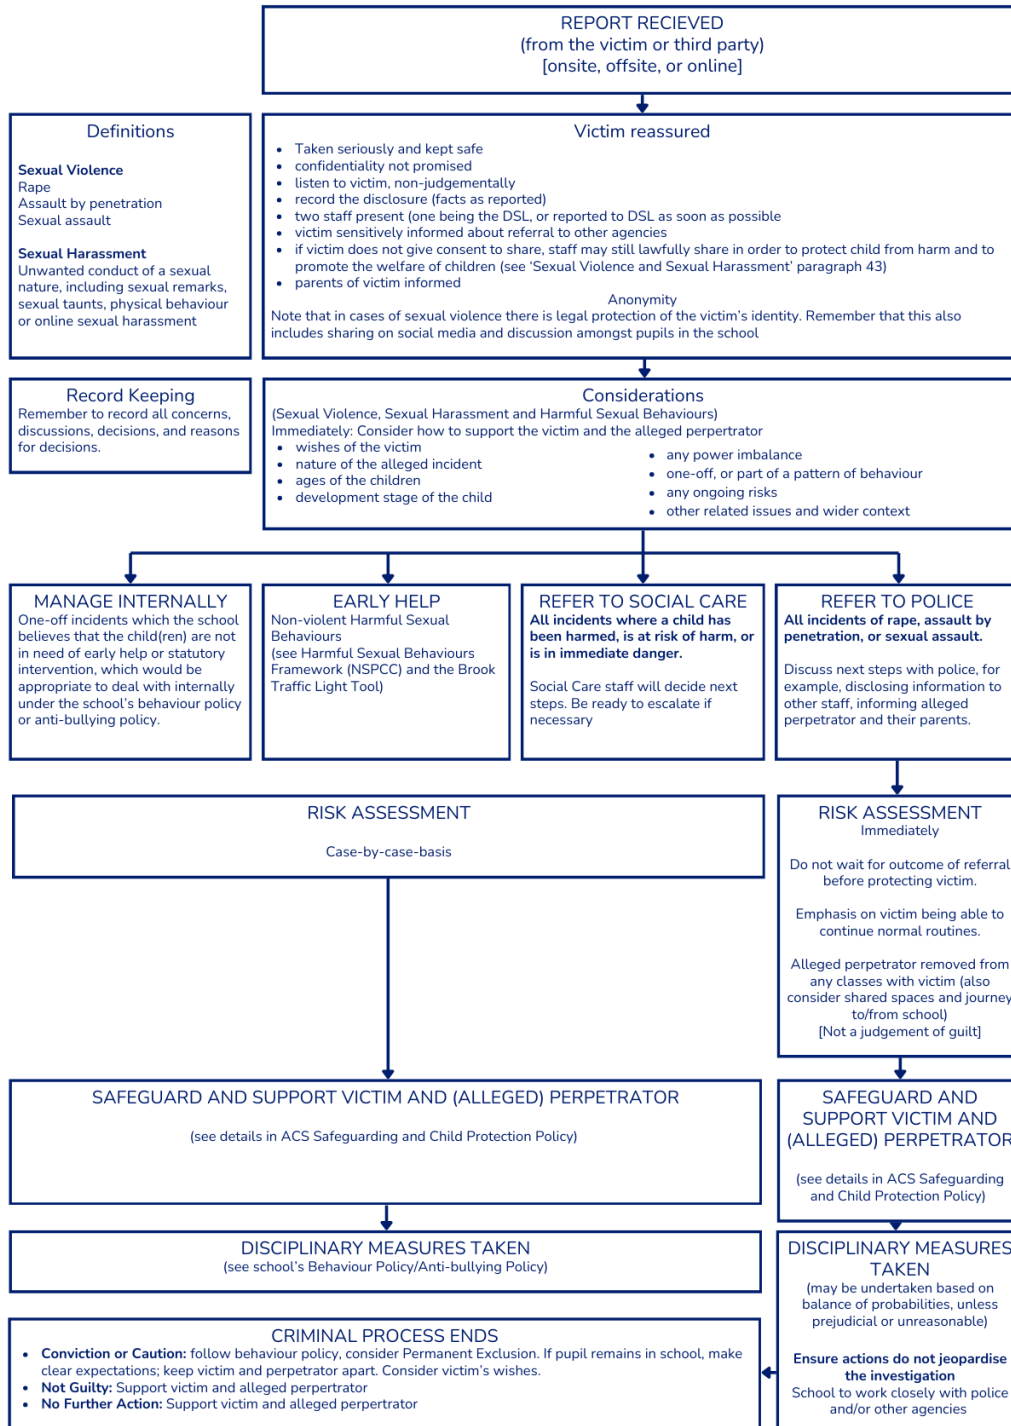 REPORT RECIEVED
(from the victim or third party)
[onsite, offsite, or online]
Definitions
Sexual Violence
Rape
Assault by penetration
Sexual assault
Sexual Harassment
Unwanted conduct of a sexual
nature, including sexual remarks,
sexual taunts, physical behaviour
or online sexual harassment
Victim reassured
• Taken seriously and kept safe
• confidentiality not promised
• listen to victim, non-judgementally
• record the disclosure (facts as reported)
• two staff present (one being the DSL, or reported to DSL as soon as possible
• victim sensitively informed about referral to other agencies
• if victim does not give consent to share, staff may still lawfully share in order to protect child from harm and to
promote the welfare of children (see ‘Sexual Violence and Sexual Harassment’ paragraph 43)
• parents of victim informed
Anonymity
Note that in cases of sexual violence there is legal protection of the victim’s identity. Remember that this also
includes sharing on social media and discussion amongst pupils in the school
Record Keeping
Remember to record all concerns,
discussions, decisions, and reasons
for decisions.
Considerations
(Sexual Violence, Sexual Harassment and Harmful Sexual Behaviours)
Immediately: Consider how to support the victim and the alleged perpertrator
• wishes of the victim
• nature of the alleged incident
• ages of the children
• development stage of the child
• any power imbalance
• one-off, or part of a pattern of behaviour
• any ongoing risks
• other related issues and wider context
MANAGE INTERNALLY
One-off incidents which the school
believes that the child(ren) are not
in need of early help or statutory
intervention, which would be
appropriate to deal with internally
under the school’s behaviour policy
or anti-bullying policy.
EARLY HELP
Non-violent Harmful Sexual
Behaviours
(see Harmful Sexual Behaviours
Framework (NSPCC) and the Brook
Traffic Light Tool)
REFER TO SOCIAL CARE
All incidents where a child has
been harmed, is at risk of harm, or
is in immediate danger.
Social Care staff will decide next
steps. Be ready to escalate if
necessary
REFER TO POLICE
All incidents of rape, assault by
penetration, or sexual assault.
Discuss next steps with police, for
example, disclosing information to
other staff, informing alleged
perpetrator and their parents.
RISK ASSESSMENT
Case-by-case-basis
RISK ASSESSMENT
Immediately
Do not wait for outcome of referral
before protecting victim.
Emphasis on victim being able to
continue normal routines.
Alleged perpetrator removed from
any classes with victim (also
consider shared spaces and journey
to/from school)
[Not a judgement of guilt]
SAFEGUARD AND SUPPORT VICTIM AND (ALLEGED) PERPETRATOR
(see details in ACS Safeguarding and Child Protection Policy)
SAFEGUARD AND
SUPPORT VICTIM AND
(ALLEGED) PERPETRATOR
(see details in ACS Safeguarding
and Child Protection Policy)
DISCIPLINARY MEASURES TAKEN
(see school’s Behaviour Policy/Anti-bullying Policy)
DISCIPLINARY MEASURES
TAKEN
(may be undertaken based on
balance of probabilities, unless
prejudicial or unreasonable)
Ensure actions do not jeopardise
the investigation
School to work closely with police
and/or other agencies
CRIMINAL PROCESS ENDS
• Conviction or Caution: follow behaviour policy, consider Permanent Exclusion. If pupil remains in school, make
clear expectations; keep victim and perpetrator apart. Consider victim’s wishes.
• Not Guilty: Support victim and alleged perpertrator
• No Further Action: Support victim and alleged perpertrator